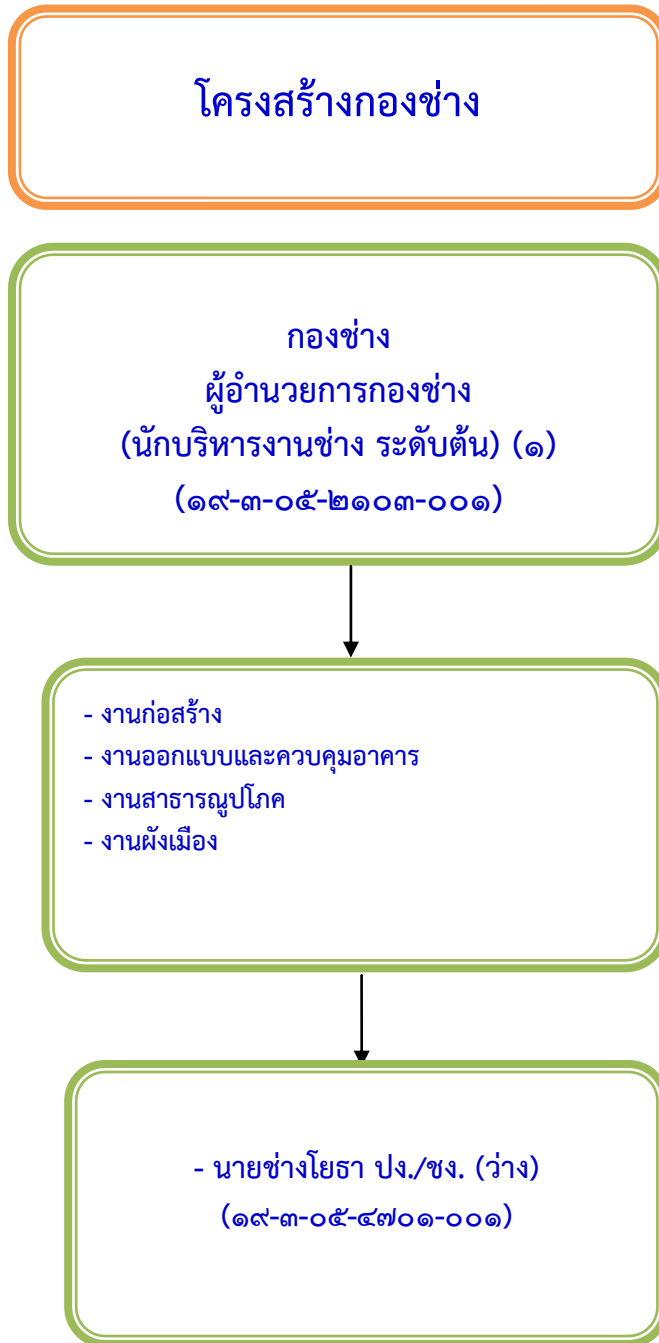 โครงสร้างกองช่าง
กองช่าง
ผู้อำนวยการกองช่าง
(นักบริหารงานช่าง ระดับต้น) (๑)
(๑๙-๓-๐๕-๒๑๐๓-๐๐๑)
- งานก่อสร้าง
- งานออกแบบและควบคุมอาคาร
- งานสาธารณูปโภค
- งานผังเมือง
- นายช่างโยธา ปง./ชง. (ว่าง)
(๑๙-๓-๐๕-๔๗๐๑-๐๐๑)